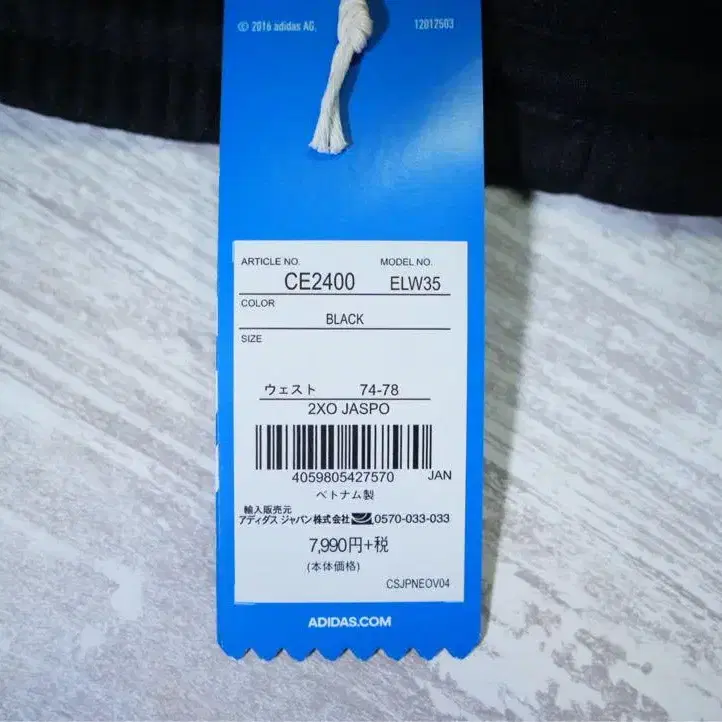 © 2016 adidas AG. 12017503
ARTICLE NO. MODEL NO.
CE2400 ELW35
COLOR
BLACK
SIZE
ウェスト 74-78
2XO JASPO
4059805427570 JAN
ベトナム製
輸入販売元
アディダス ジャパン株式会社 0570-033-033
7,990円+税
(本体価格)
CSJPNEOV04
ADIDAS.COM